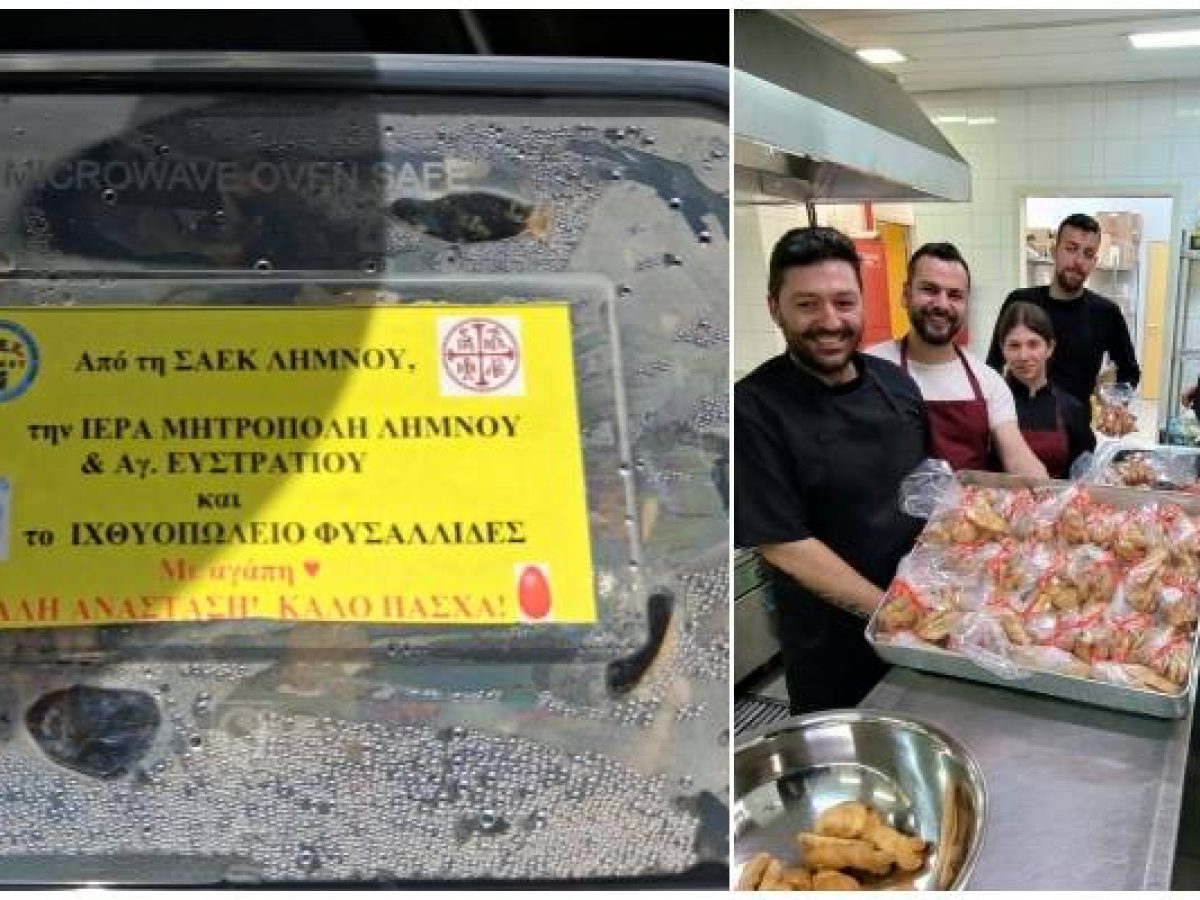 MICROWAVE OVEN SAFE
Από τη ΣΑΕΚ ΛΗΜΝΟΥ,
την ΙΕΡΑ ΜΗΤΡΟΠΟΛΗ ΛΗΜΝΟΥ
& Αγ. ΕΥΣΤΡΑΤΙΟΥ
και
το ΙΧΘΥΟΠΩΛΕΙΟ ΦΥΣΑΛΛΙΔΕΣ
Με αγάπη ♥
ΑΛΗ ΑΝΑΣΤΑΣΗ! ΚΑΛΟ ΠΑΣΧΑ!